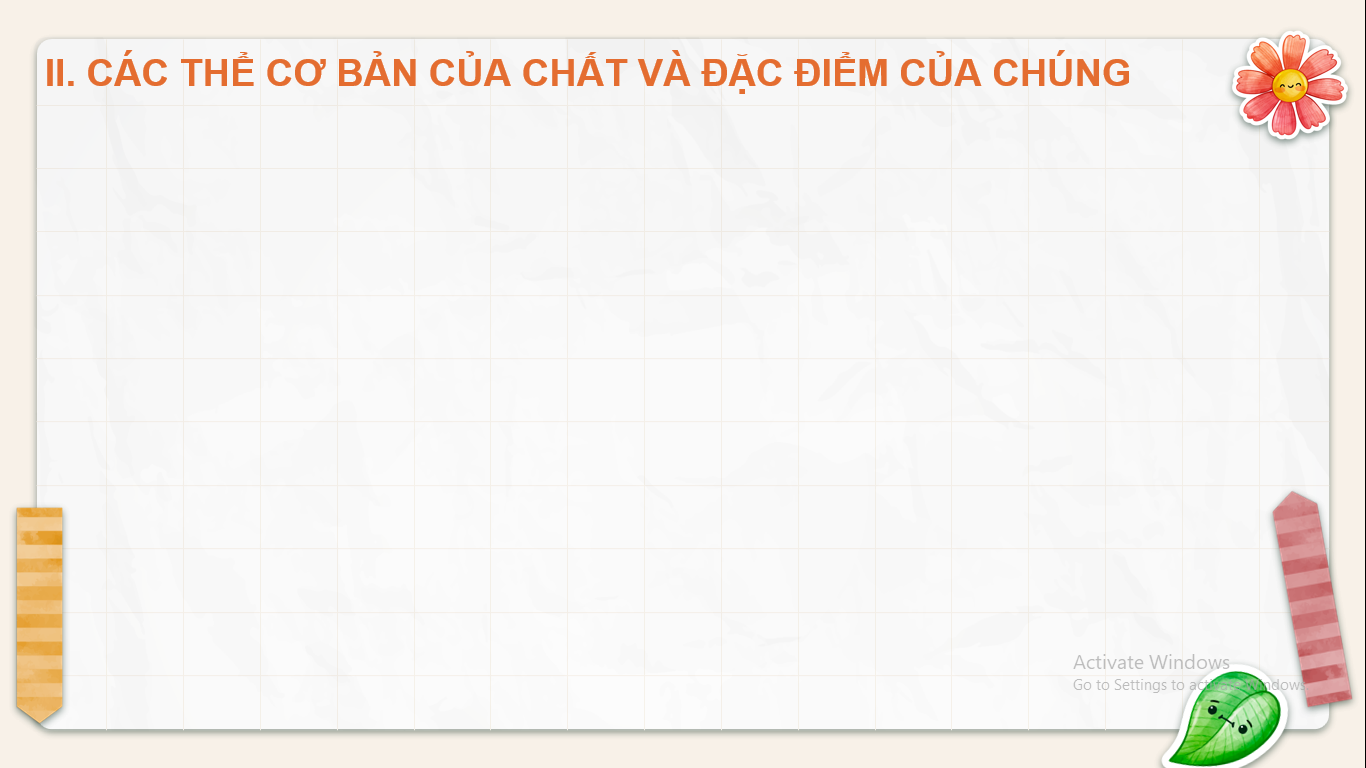 II. CÁC THỂ CƠ BẢN CỦA CHẤT VÀ ĐẶC ĐIỂM CỦA CHÚNG
Activate Windows
Go to Settings to activate Windows